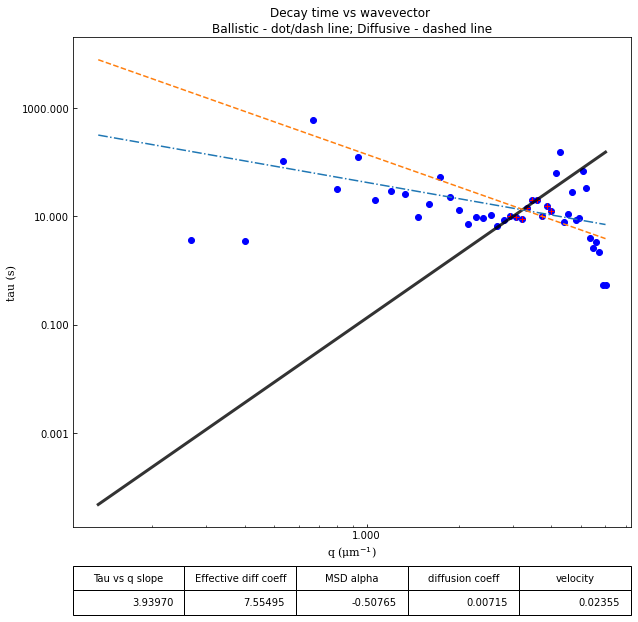 Decay time vs wavevector
Ballistic - dot/dash line; Diffusive - dashed line
tau (s)
1000.000
10.000
0.100
0.001
1.000
q (μm⁻¹)
Tau vs q slope Effective diff coeff MSD alpha diffusion coeff velocity
3.93970 7.55495 -0.50765 0.00715 0.02355